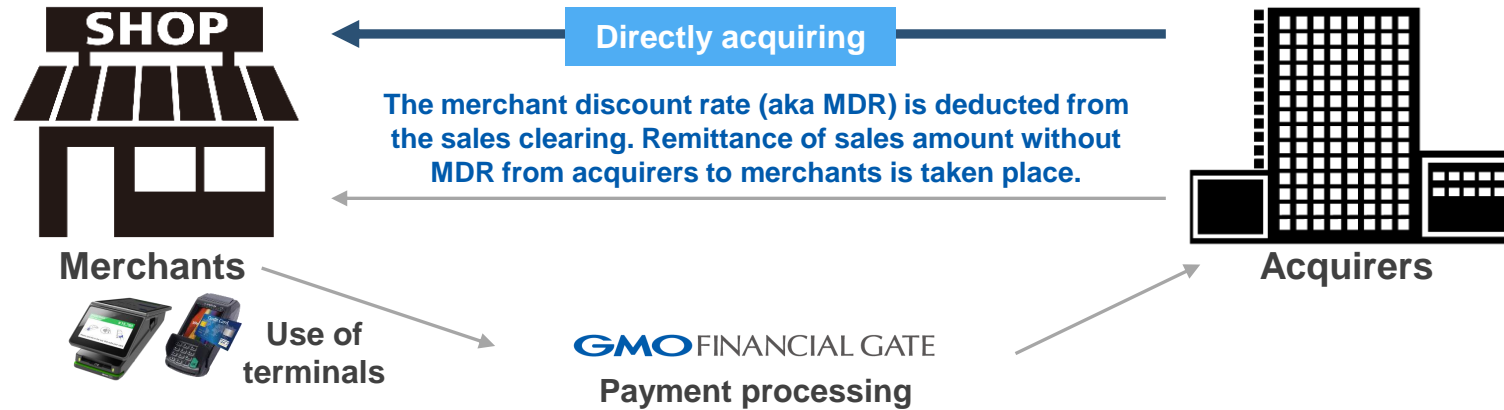 SHOP
Directly acquiring
The merchant discount rate (aka MDR) is deducted from
the sales clearing. Remittance of sales amount without
MDR from acquirers to merchants is taken place.
Merchants
Acquirers
Use of
terminals
GMO FINANCIAL GATE
Payment processing